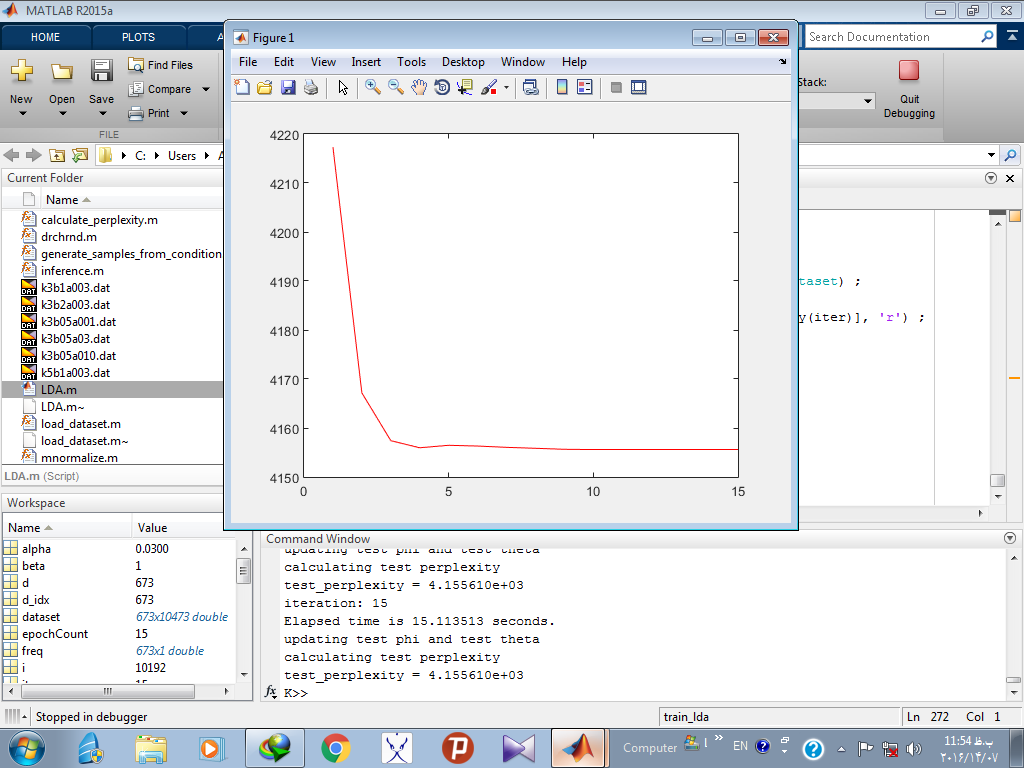 MATLAB R2015a
HOME
PLOTS
A
Search Documentation
New
Open
Save
Find Files
Compare
Print
FILE
Stack:
Quit
Debugging
C:
Users
A
Current Folder
Name
calculate_perplexity.m
drchrnd.m
generate_samples_from_condition
inference.m
k3b1a003.dat
k3b2a003.dat
k3b05a001.dat
k3b05a03.dat
k3b05a010.dat
k5b1a003.dat
LDA.m
LDA.m~
load_dataset.m
load_dataset.m~
mnormalize.m
LDA.m (Script)
Workspace
Name
Value
alpha 0.0300
beta 1
d 673
d_idx 673
dataset 673x10473 double
epochCount 15
freq 673x1 double
i 10192
Figure 1
File Edit View Insert Tools Desktop Window Help
4220
4210
4200
4190
4180
4170
4160
4150
0 5 10 15
taset) ;
y(iter)], 'r') ;
Command Window
updating test phi and test theta
calculating test perplexity
test_perplexity = 4.155610e+03
iteration: 15
Elapsed time is 15.113513 seconds.
updating test phi and test theta
calculating test perplexity
test_perplexity = 4.155610e+03
fx K>>
Stopped in debugger
train_lda
Ln 272 Col 1
Computer
EN
11:54 ب.ظ
۲۰۱۶/۱۴/۰۷